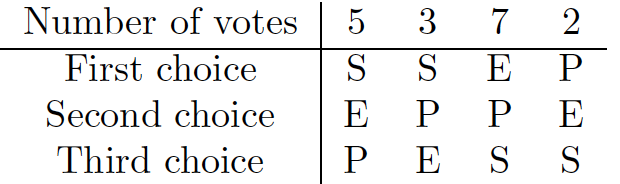 Number of votes 5 3 7 2
First choice S S E P
Second choice E P P E
Third choice P E S S